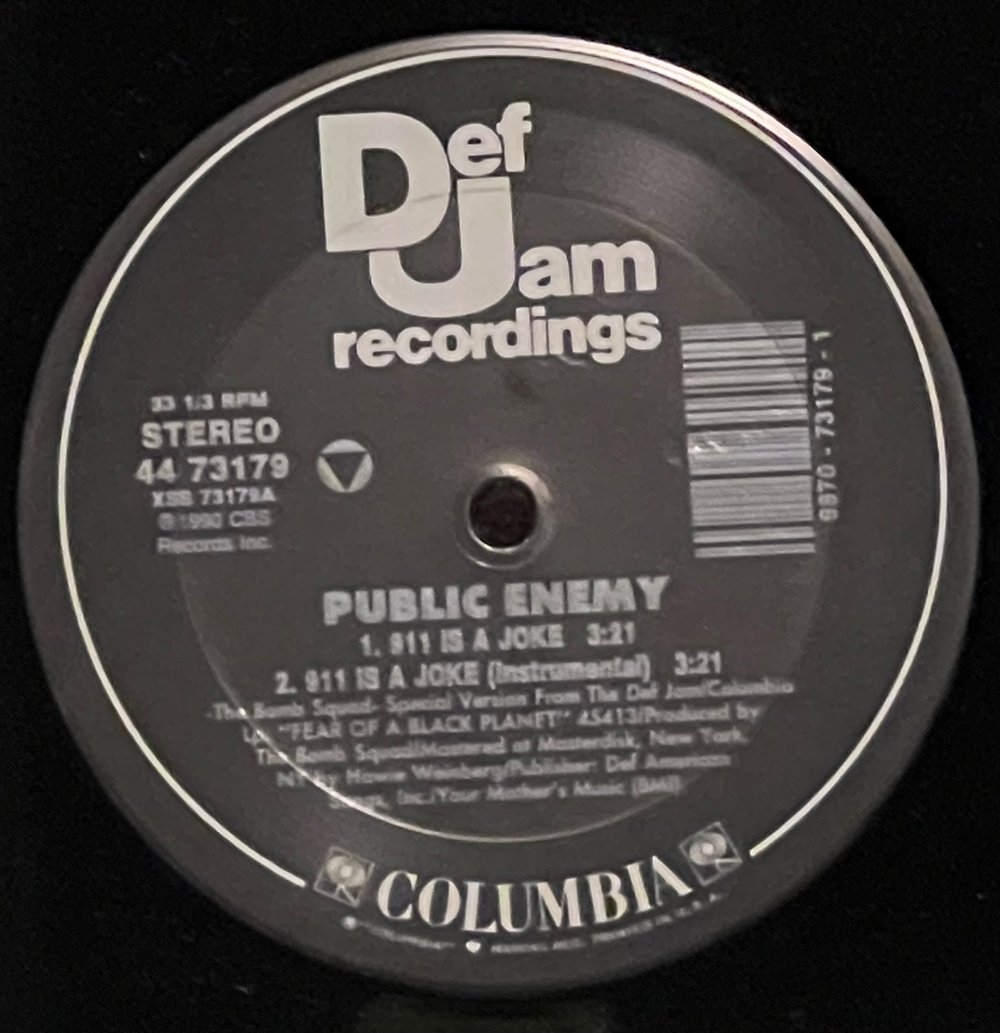 Def Jam
recordings
33 1/3 RPM
STEREO
44 73179
XSS 73179A
℗1990 CBS
Records Inc.
73179 - 1
PUBLIC ENEMY
1. 911 IS A JOKE 3:21
2. 911 IS A JOKE (Instrumental) 3:21
-The Bomb Squad- Special Version From The Def Jam/Columbia
"FEAR OF A BLACK PLANET" 45413/Produced by
The Bomb Squad/Mastered at Masterdisk, New York,
NY by Howie Weinberg/Publisher: Def American
Songs, Inc./Your Mother's Music (BMI)
COLUMBIA
"COLUMBIA"